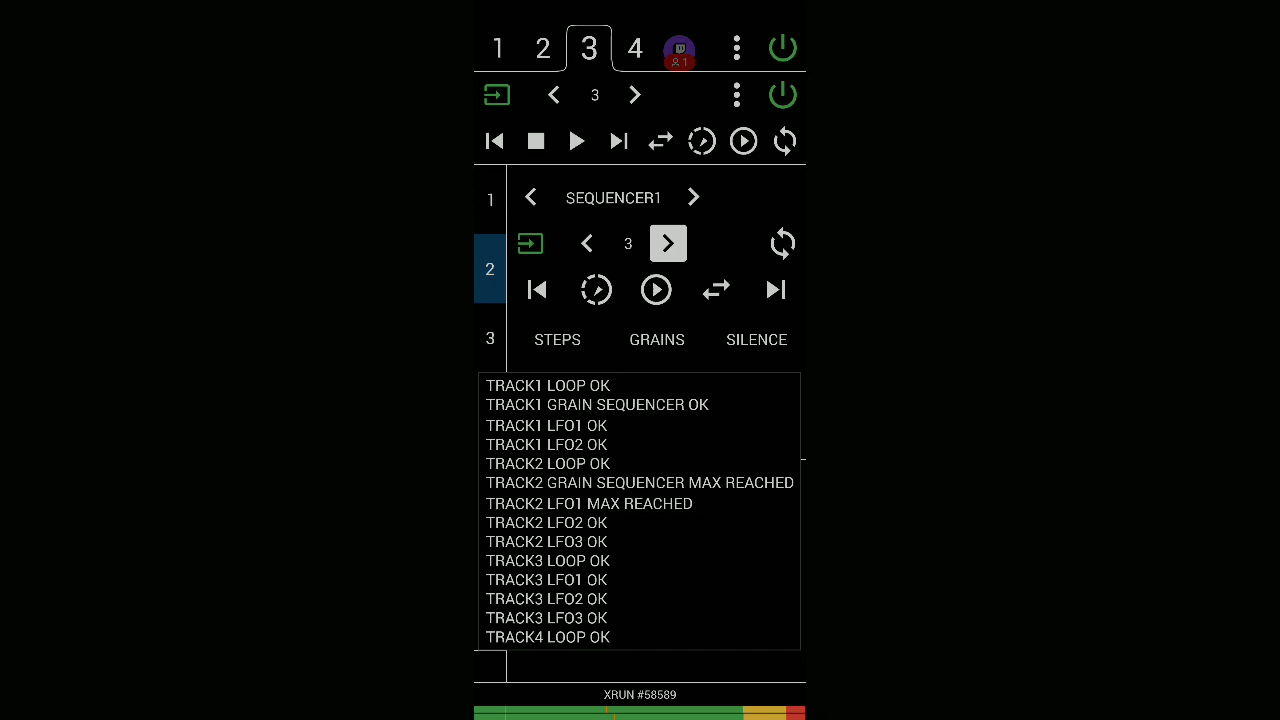 1 2 3 4
1
3
1
SEQUENCER1
2
3
3
STEPS GRAINS SILENCE
TRACK1 LOOP OK
TRACK1 GRAIN SEQUENCER OK
TRACK1 LFO1 OK
TRACK1 LFO2 OK
TRACK2 LOOP OK
TRACK2 GRAIN SEQUENCER MAX REACHED
TRACK2 LFO1 MAX REACHED
TRACK2 LFO2 OK
TRACK2 LFO3 OK
TRACK3 LOOP OK
TRACK3 LFO1 OK
TRACK3 LFO2 OK
TRACK3 LFO3 OK
TRACK4 LOOP OK
XRUN #58589